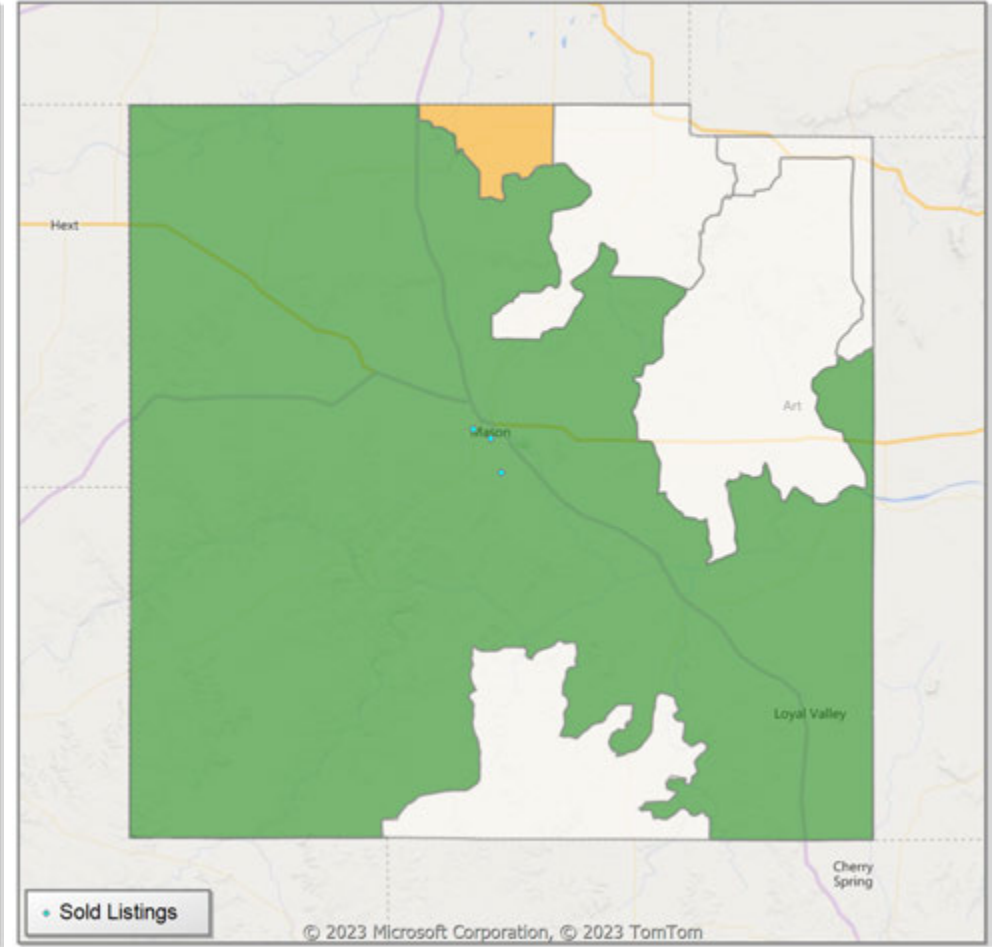 Hext
Mason
Art
Loyal Valley
Cherry
Spring
Sold Listings
© 2023 Microsoft Corporation, © 2023 TomTom